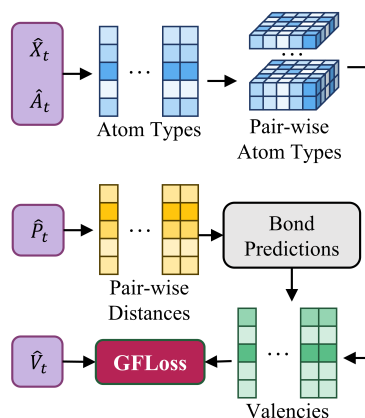 X̂_t
Â_t
...
Atom Types
...
Pair-wise
Atom Types
P̂_t
...
Pair-wise
Distances
Bond
Predictions
V̂_t
GFLoss
...
Valencies